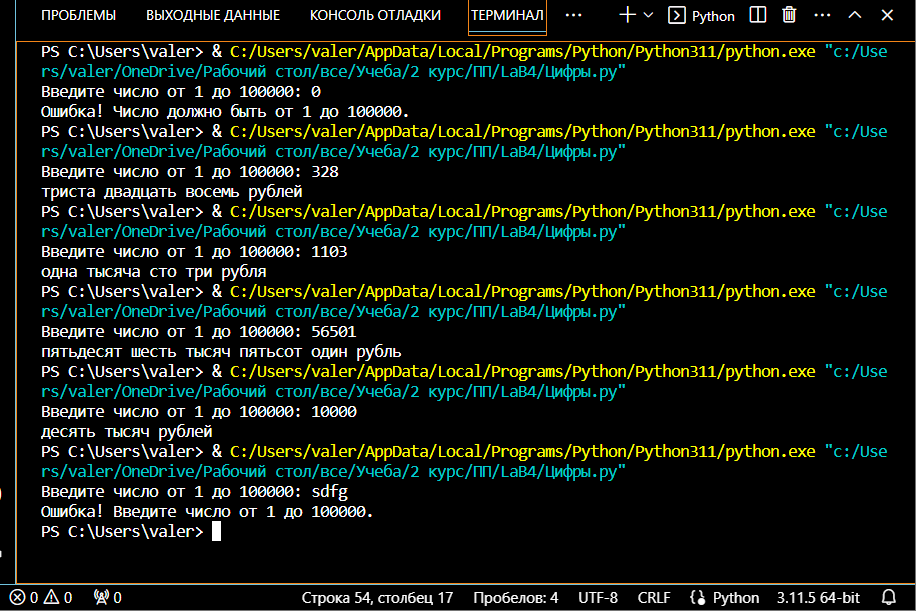 ПРОБЛЕМЫ ВЫХОДНЫЕ ДАННЫЕ КОНСОЛЬ ОТЛАДКИ ТЕРМИНАЛ ··· Python ···
PS C:\Users\valer> & C:/Users/valer/AppData/Local/Programs/Python/Python311/python.exe "c:/Use
rs/valer/OneDrive/Рабочий стол/все/Учеба/2 курс/ПП/LaB4/Цифры.py"
Введите число от 1 до 100000: 0
Ошибка! Число должно быть от 1 до 100000.
PS C:\Users\valer> & C:/Users/valer/AppData/Local/Programs/Python/Python311/python.exe "c:/Use
rs/valer/OneDrive/Рабочий стол/все/Учеба/2 курс/ПП/LaB4/Цифры.py"
Введите число от 1 до 100000: 328
триста двадцать восемь рублей
PS C:\Users\valer> & C:/Users/valer/AppData/Local/Programs/Python/Python311/python.exe "c:/Use
rs/valer/OneDrive/Рабочий стол/все/Учеба/2 курс/ПП/LaB4/Цифры.py"
Введите число от 1 до 100000: 1103
одна тысяча сто три рубля
PS C:\Users\valer> & C:/Users/valer/AppData/Local/Programs/Python/Python311/python.exe "c:/Use
rs/valer/OneDrive/Рабочий стол/все/Учеба/2 курс/ПП/LaB4/Цифры.py"
Введите число от 1 до 100000: 56501
пятьдесят шесть тысяч пятьсот один рубль
PS C:\Users\valer> & C:/Users/valer/AppData/Local/Programs/Python/Python311/python.exe "c:/Use
rs/valer/OneDrive/Рабочий стол/все/Учеба/2 курс/ПП/LaB4/Цифры.py"
Введите число от 1 до 100000: 10000
десять тысяч рублей
PS C:\Users\valer> & C:/Users/valer/AppData/Local/Programs/Python/Python311/python.exe "c:/Use
rs/valer/OneDrive/Рабочий стол/все/Учеба/2 курс/ПП/LaB4/Цифры.py"
Введите число от 1 до 100000: sdfg
Ошибка! Введите число от 1 до 100000.
PS C:\Users\valer>
0 0 0 Строка 54, столбец 17 Пробелов: 4 UTF-8 CRLF Python 3.11.5 64-bit